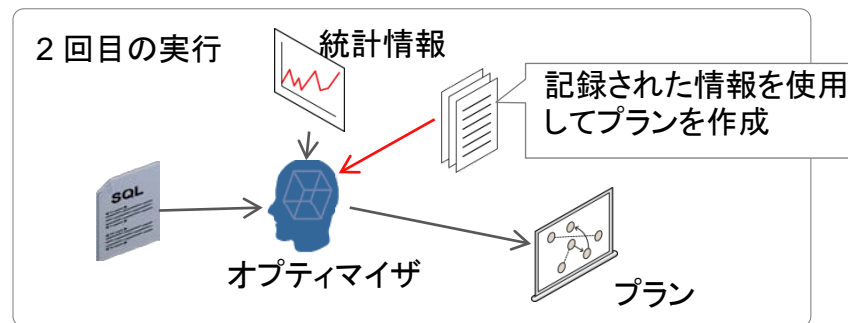 2 回目の実行
統計情報
記録された情報を使用
してプランを作成
SQL
オプティマイザ
プラン